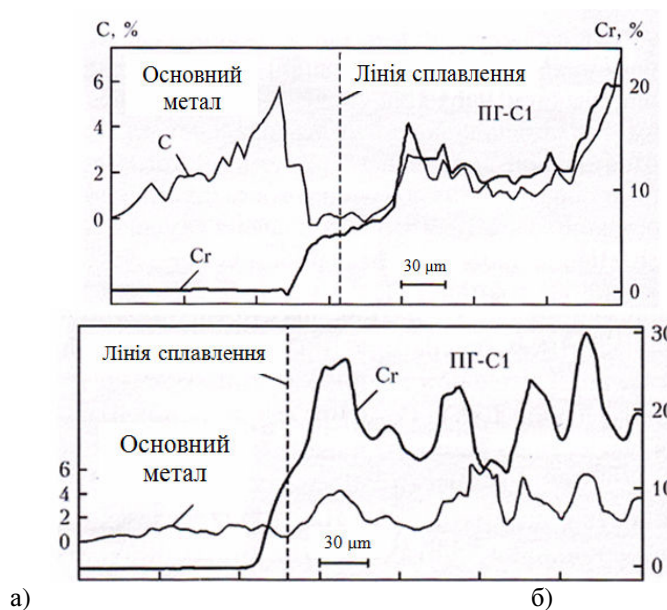 C, %
Cr, %
Основний
метал
Лінія сплавлення
ПГ-С1
C
Cr
30 μm
6
4
2
0
20
10
0
Лінія сплавлення
Cr
ПГ-С1
Основний
метал
30 μm
6
4
2
0
30
20
10
0
а)
б)